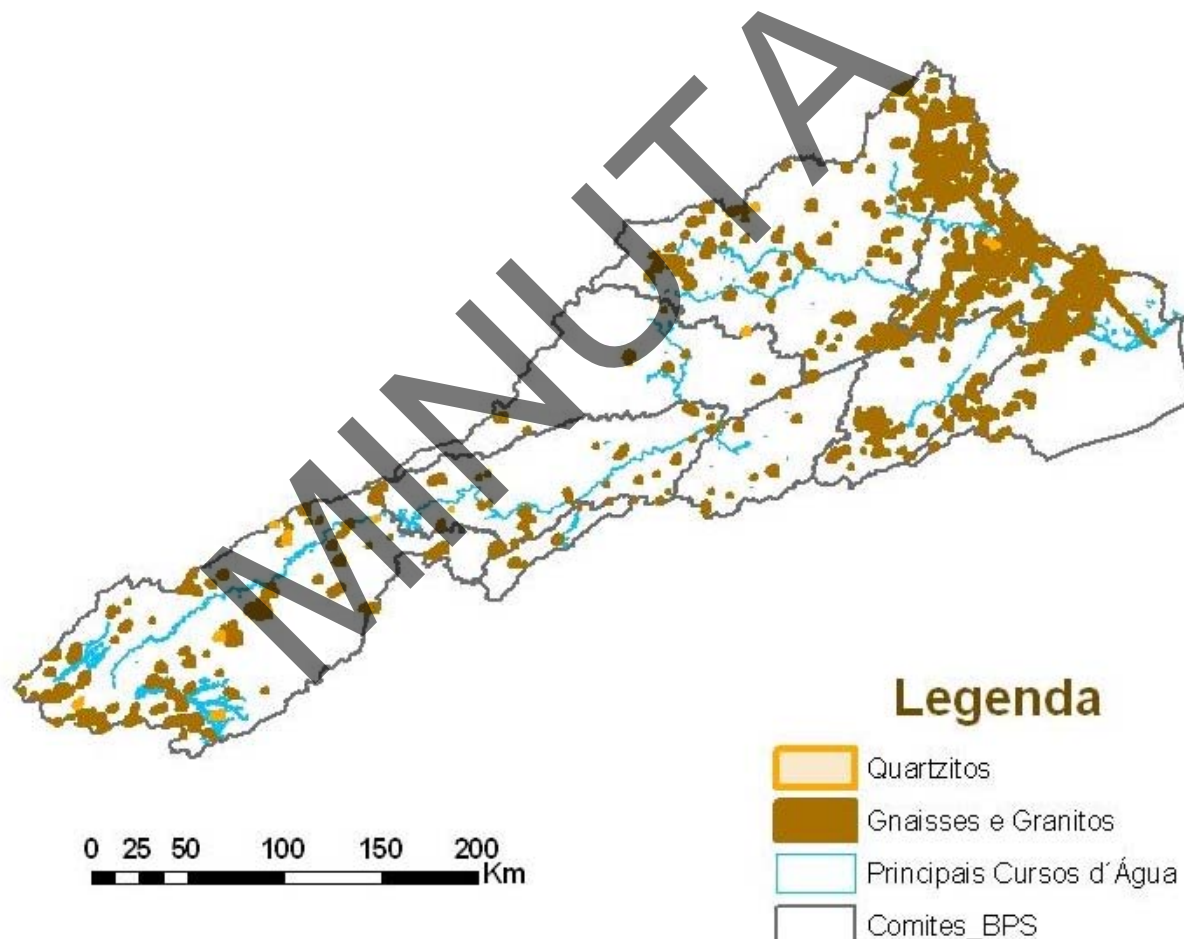 MINUTA
Legenda
Quartzitos
Gnaisses e Granitos
Principais Cursos d´Água
Comites_BPS
0 25 50 100 150 200
Km